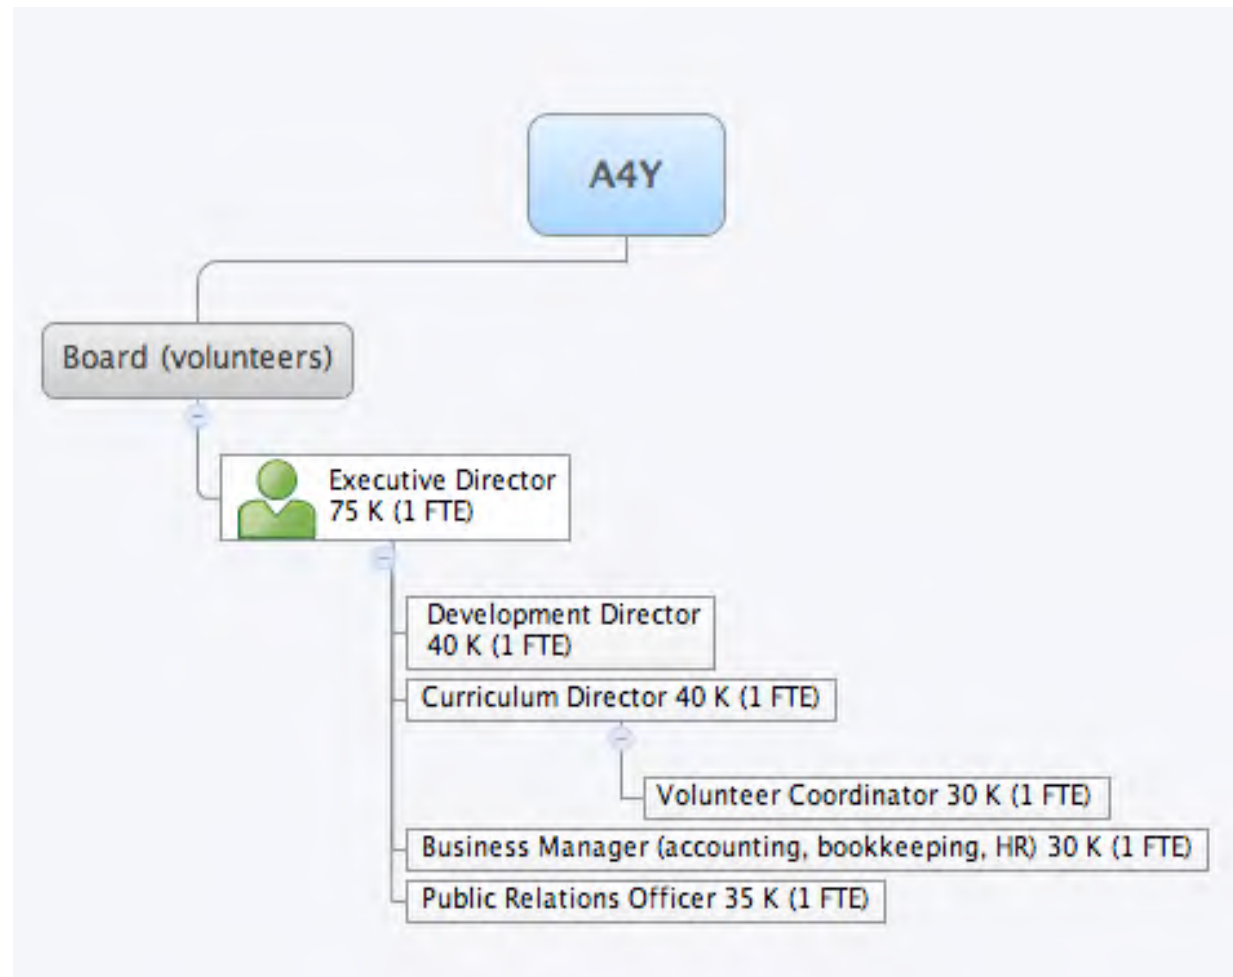 A4Y
Board (volunteers)
Executive Director
75 K (1 FTE)
Development Director
40 K (1 FTE)
Curriculum Director 40 K (1 FTE)
Volunteer Coordinator 30 K (1 FTE)
Business Manager (accounting, bookkeeping, HR) 30 K (1 FTE)
Public Relations Officer 35 K (1 FTE)